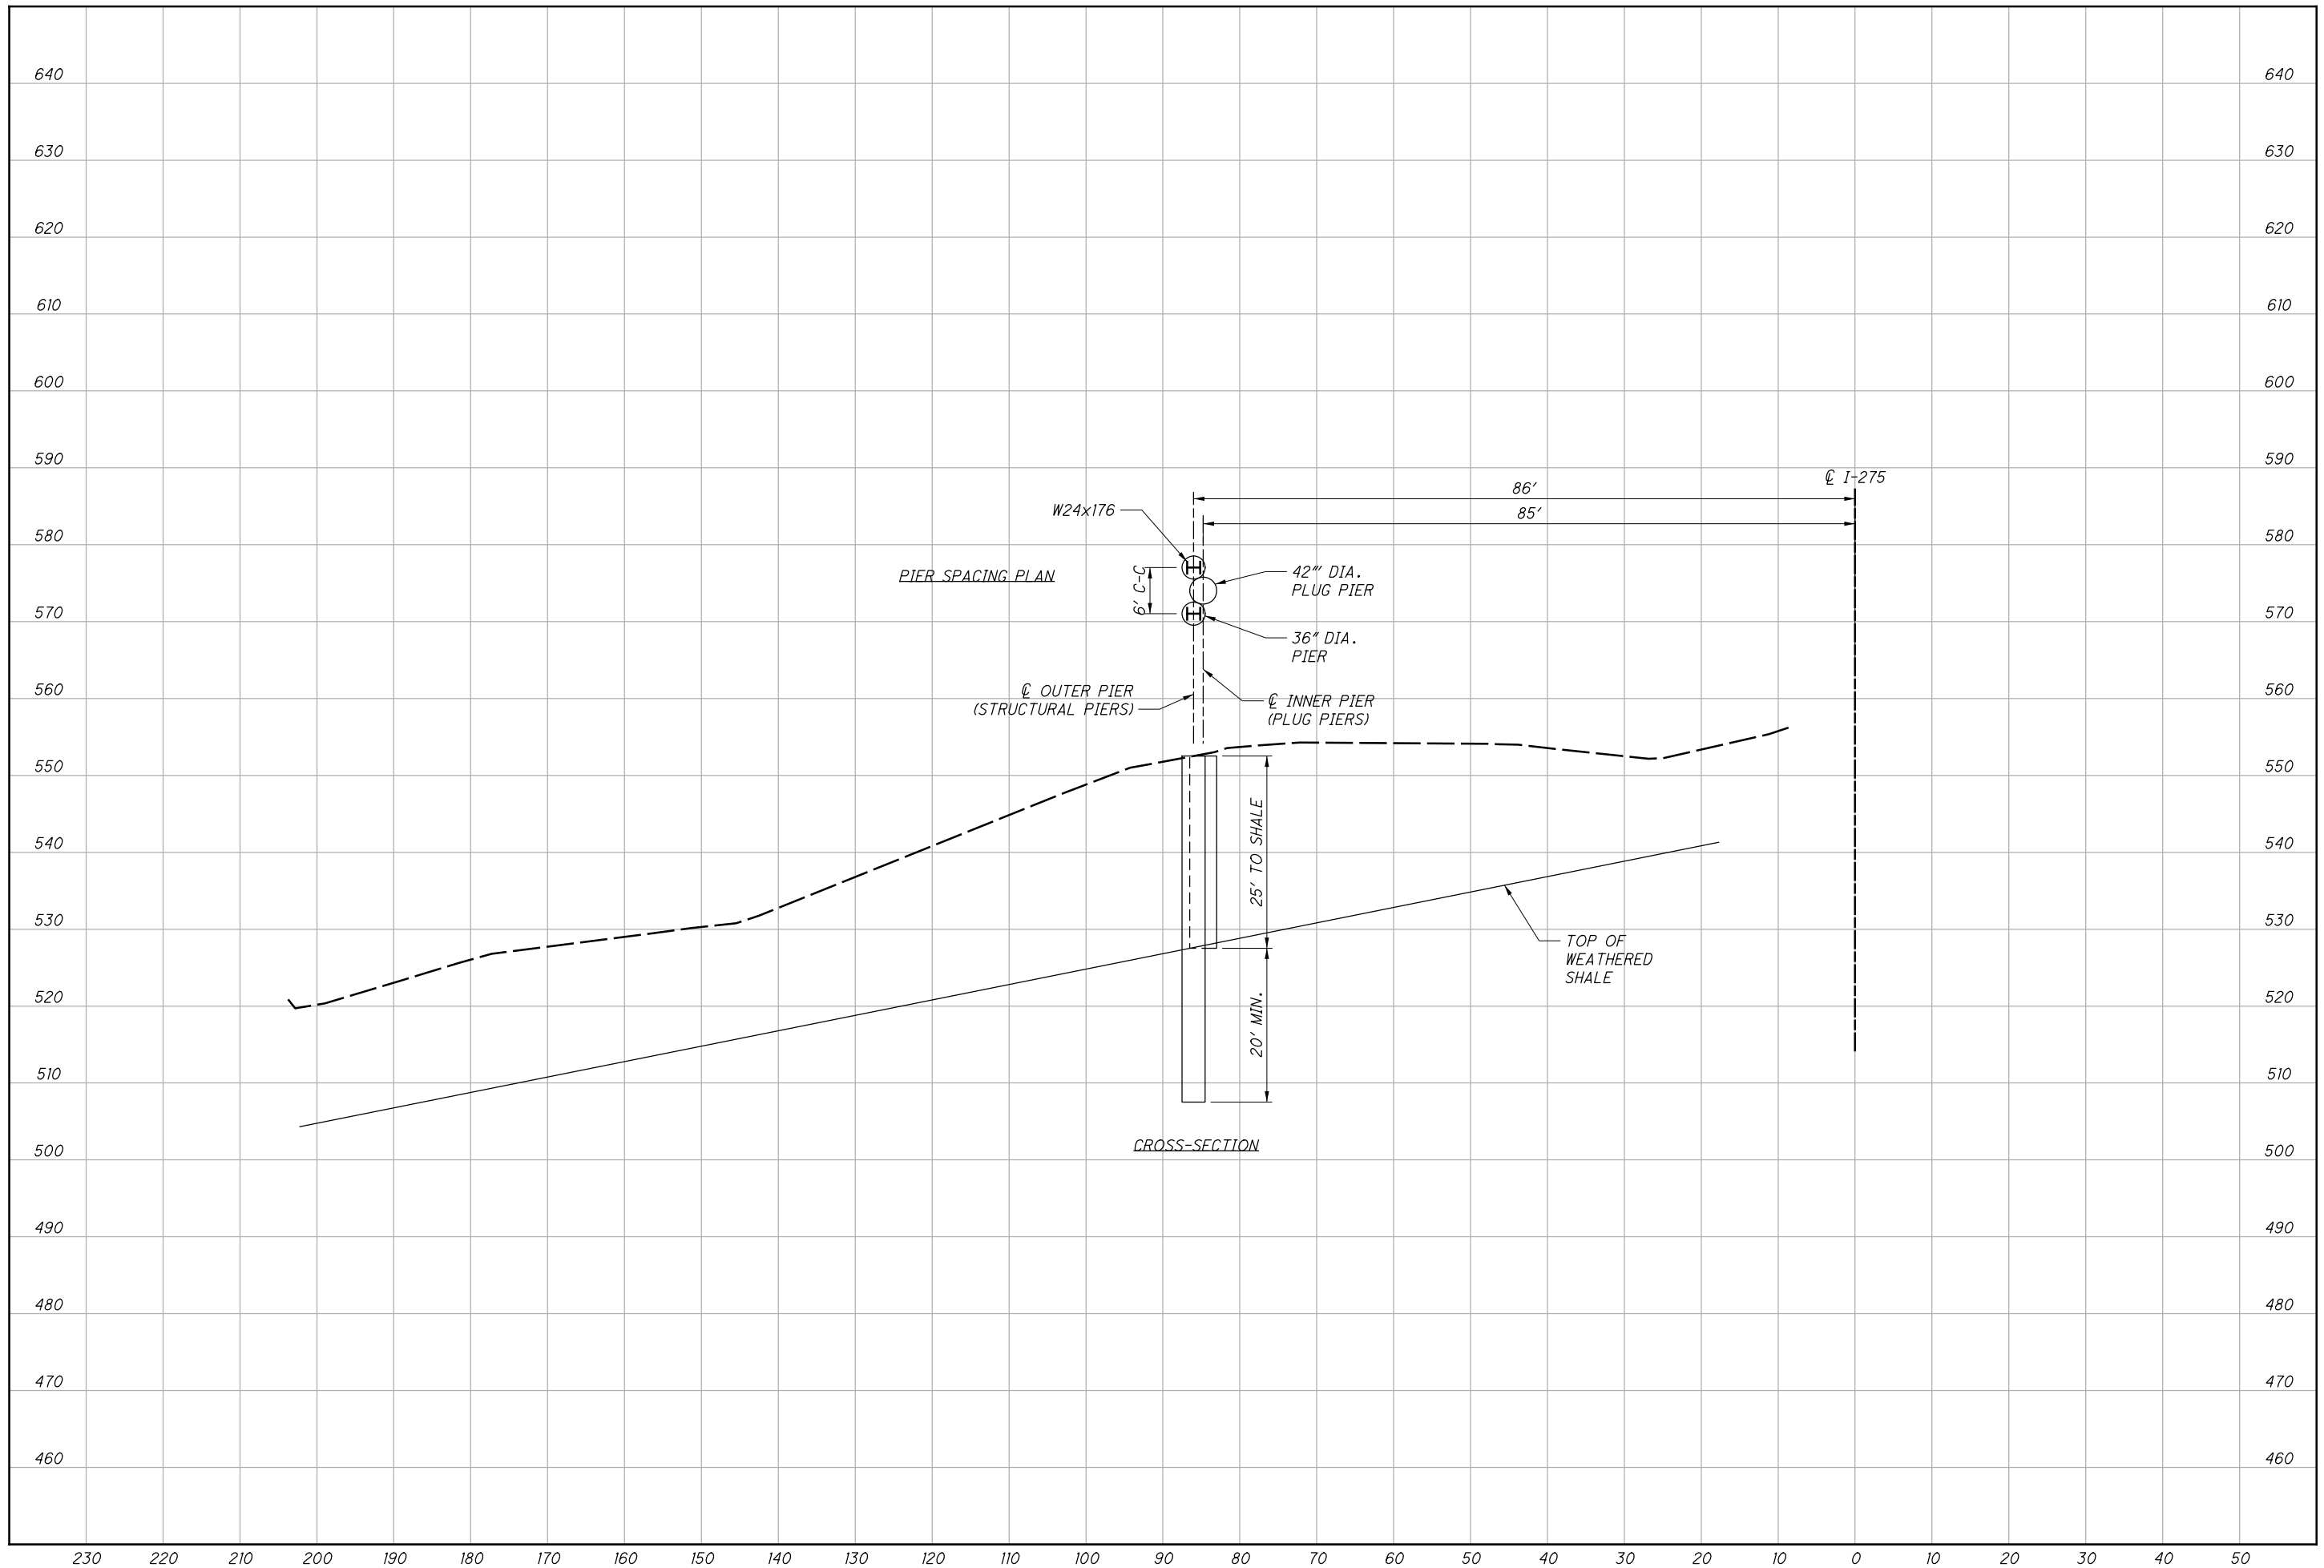 640 640
630 630
620 620
610 610
600 600
590 590
℄ I-275
86'
W24x176
85'
580 580
PIER SPACING PLAN
6' C-C
42"' DIA.
PLUG PIER
570 570
36" DIA.
PIER
560 560
℄ OUTER PIER
(STRUCTURAL PIERS)
℄ INNER PIER
(PLUG PIERS)
550 550
25' TO SHALE
540 540
530 530
TOP OF
WEATHERED
SHALE
520 520
20' MIN.
510 510
CROSS-SECTION
500 500
490 490
480 480
470 470
460 460
230 220 210 200 190 180 170 160 150 140 130 120 110 100 90 80 70 60 50 40 30 20 10 0 10 20 30 40 50